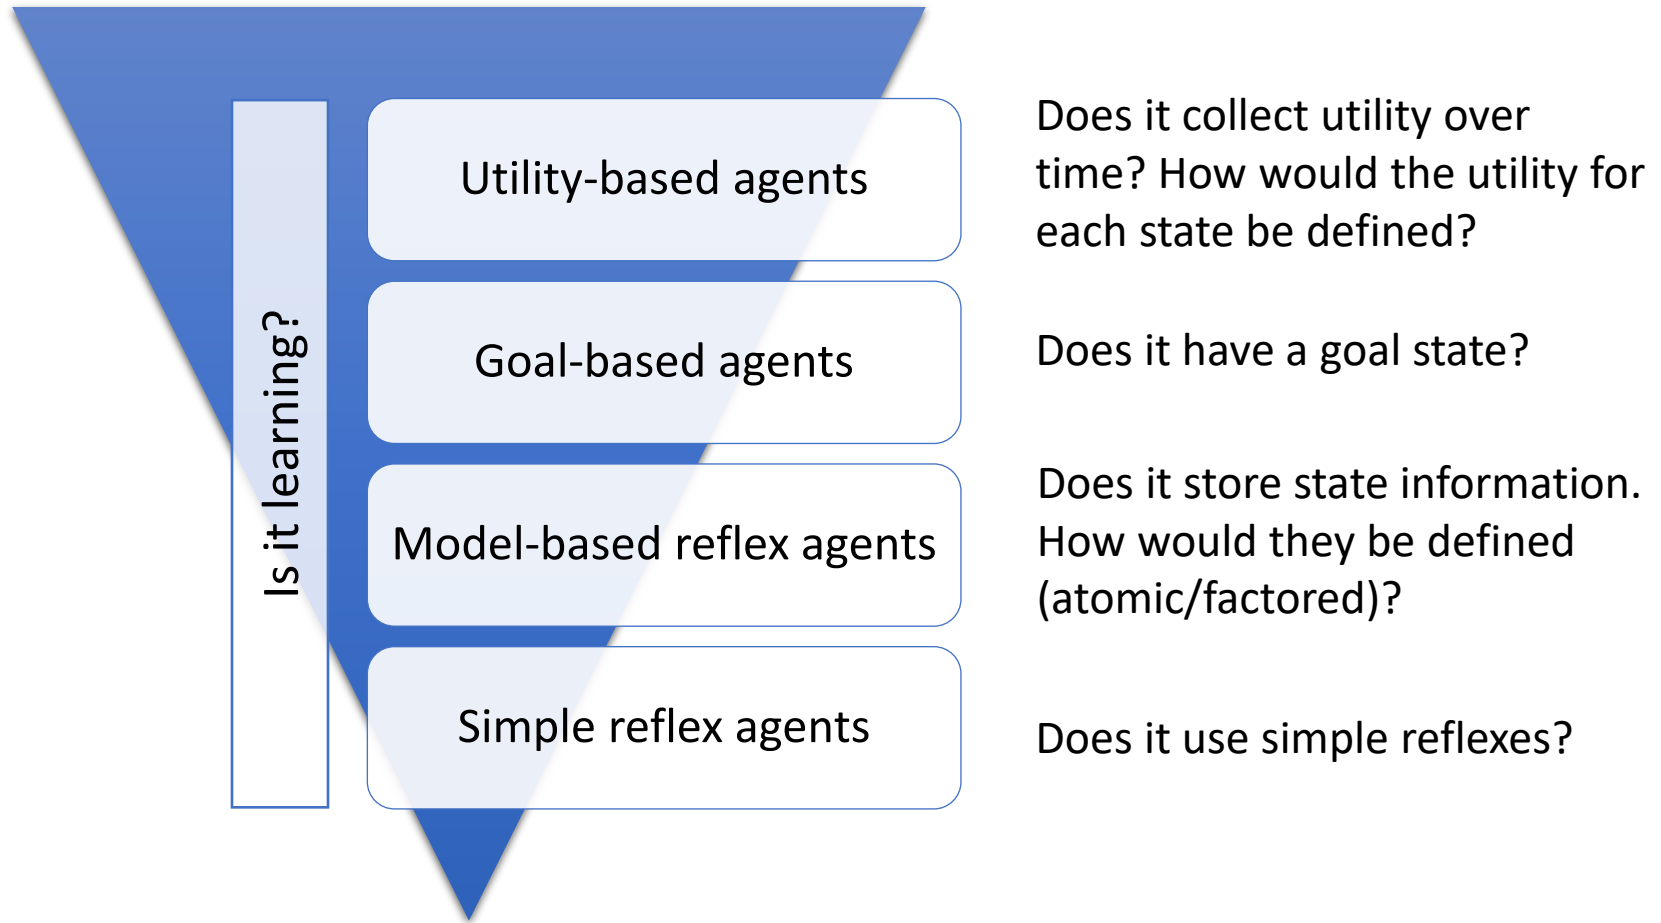 Is it learning?
Utility-based agents
Does it collect utility over
time? How would the utility for
each state be defined?
Goal-based agents
Does it have a goal state?
Model-based reflex agents
Does it store state information.
How would they be defined
(atomic/factored)?
Simple reflex agents
Does it use simple reflexes?